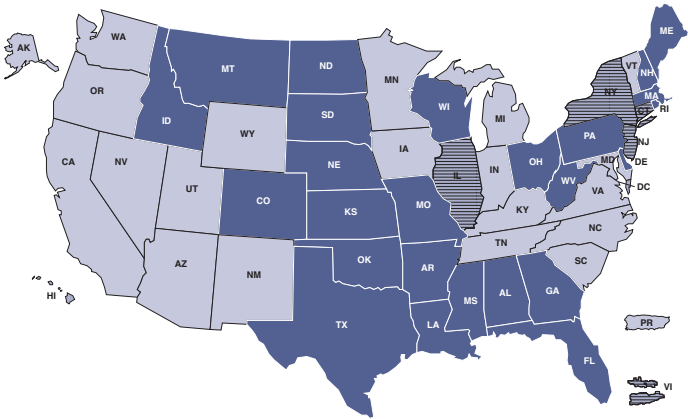 AK
WA
OR
CA
NV
ID
MT
WY
UT
AZ
CO
NM
ND
SD
NE
KS
OK
TX
MN
IA
MO
AR
LA
WI
IL
MI
IN
OH
KY
TN
MS
AL
GA
FL
SC
NC
VA
WV
PA
NY
VT
NH
ME
MA
CT
RI
NJ
DE
MD
DC
HI
PR
VI